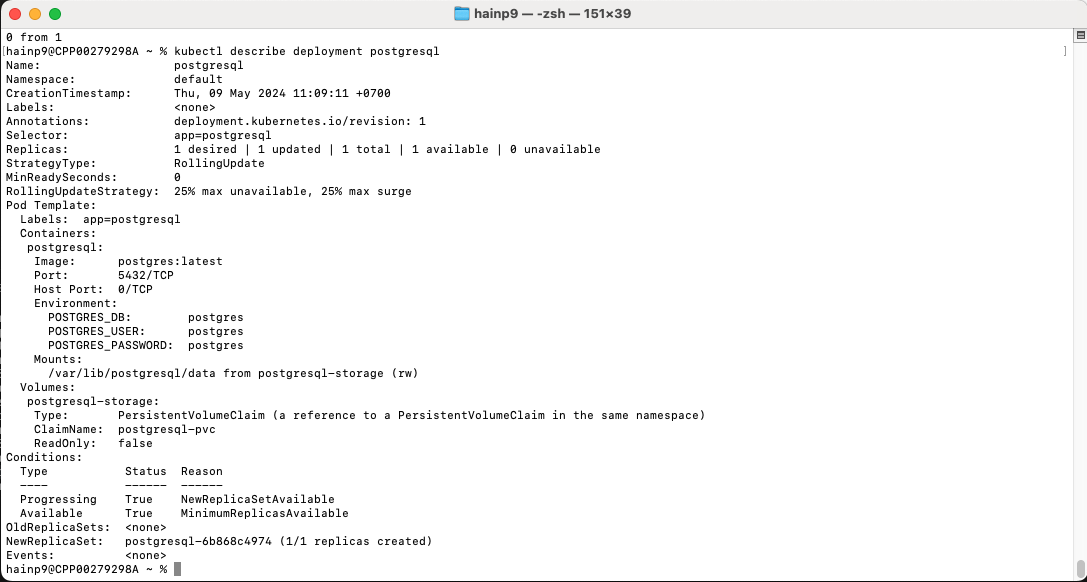 hainp9 — -zsh — 151×39
0 from 1
[hainp9@CPP00279298A ~ % kubectl describe deployment postgresql ]
Name:                   postgresql
Namespace:              default
CreationTimestamp:      Thu, 09 May 2024 11:09:11 +0700
Labels:                 <none>
Annotations:            deployment.kubernetes.io/revision: 1
Selector:               app=postgresql
Replicas:               1 desired | 1 updated | 1 total | 1 available | 0 unavailable
StrategyType:           RollingUpdate
MinReadySeconds:        0
RollingUpdateStrategy:  25% max unavailable, 25% max surge
Pod Template:
  Labels:  app=postgresql
  Containers:
   postgresql:
    Image:      postgres:latest
    Port:       5432/TCP
    Host Port:  0/TCP
    Environment:
      POSTGRES_DB:        postgres
      POSTGRES_USER:      postgres
      POSTGRES_PASSWORD:  postgres
    Mounts:
      /var/lib/postgresql/data from postgresql-storage (rw)
  Volumes:
   postgresql-storage:
    Type:       PersistentVolumeClaim (a reference to a PersistentVolumeClaim in the same namespace)
    ClaimName:  postgresql-pvc
    ReadOnly:   false
Conditions:
  Type           Status  Reason
  ----           ------  ------
  Progressing    True    NewReplicaSetAvailable
  Available      True    MinimumReplicasAvailable
OldReplicaSets:  <none>
NewReplicaSet:   postgresql-6b868c4974 (1/1 replicas created)
Events:          <none>
hainp9@CPP00279298A ~ %